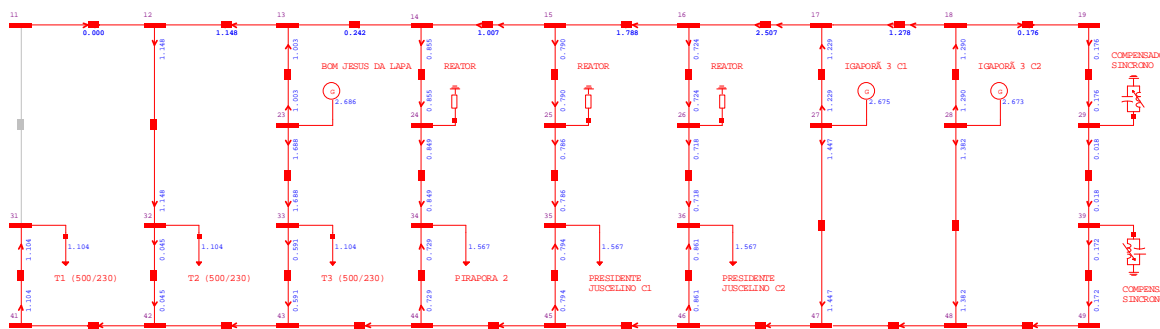 11 12 13 14 15 16 17 18 19
0.000 1.148 0.242 1.007 1.788 2.507 1.278 0.176
1.148 1.003 0.858 0.790 0.724 1.229 1.290 0.176
BOM JESUS DA LAPA REATOR REATOR REATOR IGAPORÃ 3 C1 IGAPORÃ 3 C2 COMPENSADO
SINCRONO
G G G
2.686 2.675 2.673
1.003 0.855 0.790 0.724 1.229 1.290 0.176
23 24 25 26 27 28 29
1.688 0.849 0.786 0.718 1.447 1.382 0.018
1.148 1.688 0.849 0.786 0.718 0.018
31 32 33 34 35 36 39
1.104 0.045 0.591 0.729 0.794 0.861 0.172
1.104 1.104 1.104 1.567 1.567 1.567
T1 (500/230) T2 (500/230) T3 (500/230) PIRAPORA 2 PRESIDENTE
JUSCELINO C1
PRESIDENTE
JUSCELINO C2
COMPENS
SINCRON
1.104 0.045 0.591 0.729 0.794 0.861 1.447 1.382 0.172
41 42 43 44 45 46 47 48 49